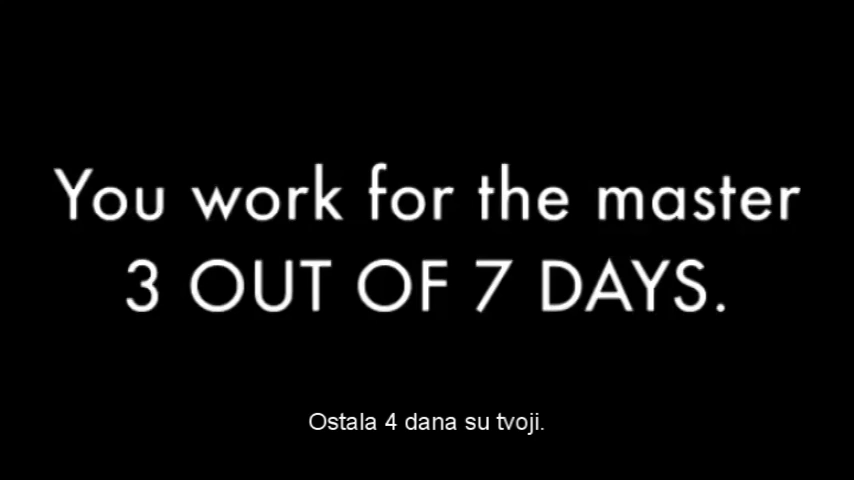 You work for the master
3 OUT OF 7 DAYS.
Ostala 4 dana su tvoji.